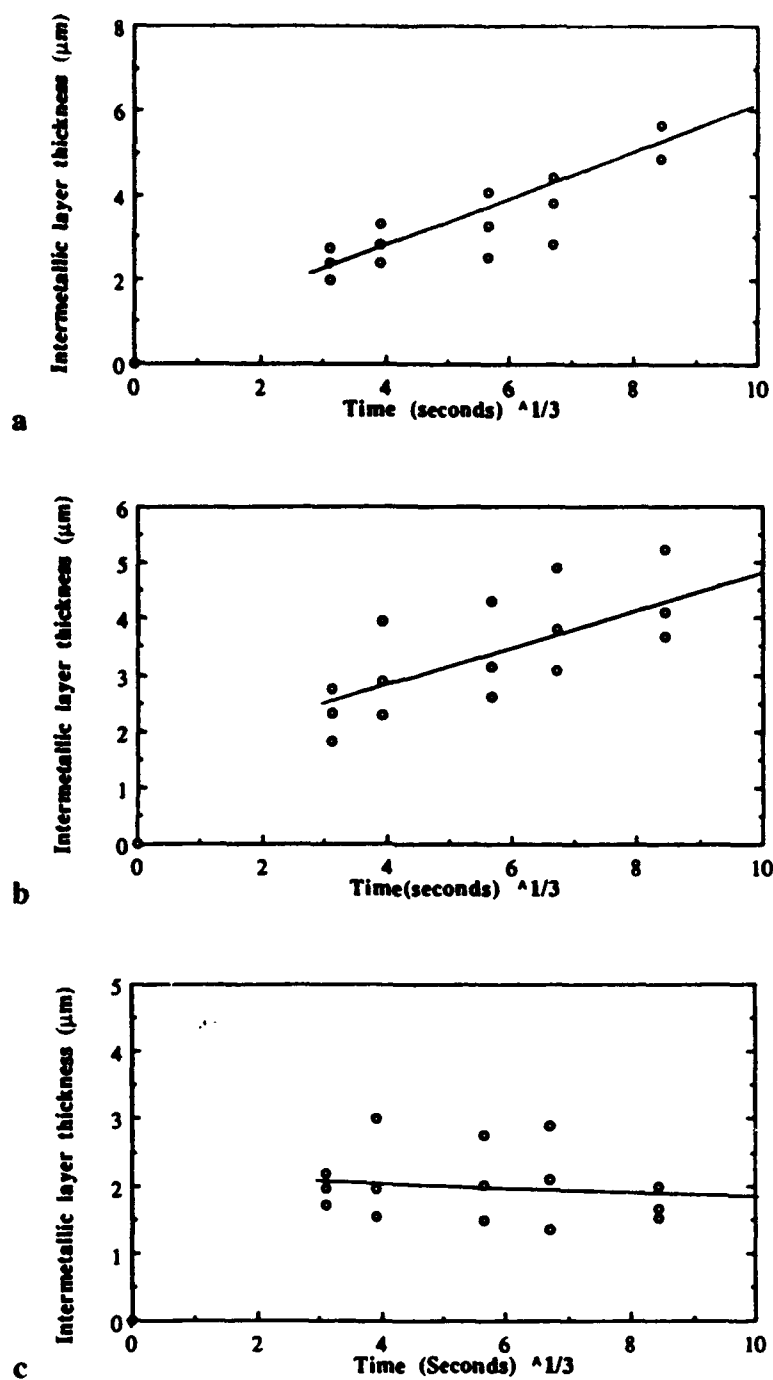 Intermetallic layer thickness (μm)
8
6
4
2
0
0 2 4 6 8 10
Time (seconds) ^1/3
a
Intermetallic layer thickness (μm)
6
5
4
3
2
1
0
0 2 4 6 8 10
Time(seconds) ^1/3
b
Intermetallic layer thickness (μm)
5
4
3
2
1
0
0 2 4 6 8 10
Time (Seconds) ^1/3
c